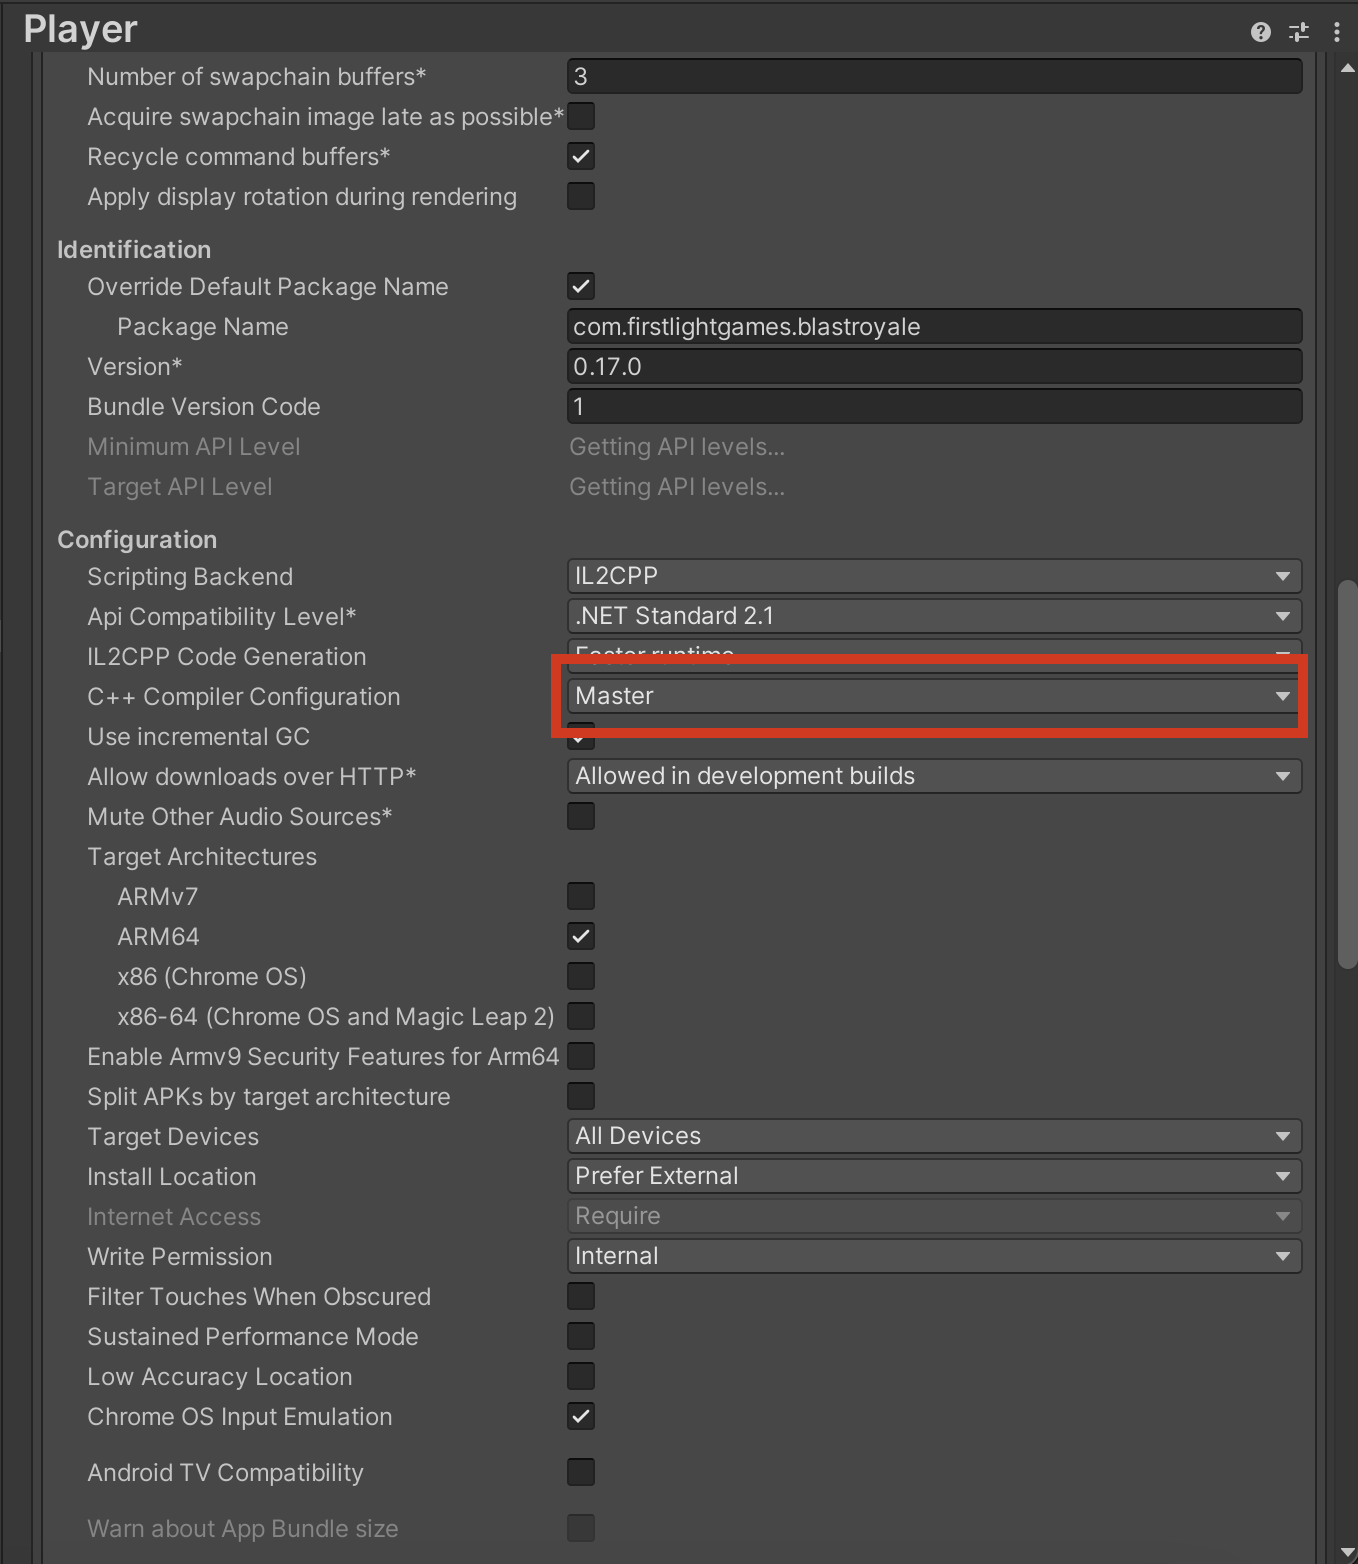 Player
Number of swapchain buffers* 3
Acquire swapchain image late as possible*
Recycle command buffers*
Apply display rotation during rendering
Identification
Override Default Package Name
Package Name com.firstlightgames.blastroyale
Version* 0.17.0
Bundle Version Code 1
Minimum API Level Getting API levels...
Target API Level Getting API levels...
Configuration
Scripting Backend IL2CPP
Api Compatibility Level* .NET Standard 2.1
IL2CPP Code Generation Faster runtime
C++ Compiler Configuration Master
Use incremental GC
Allow downloads over HTTP* Allowed in development builds
Mute Other Audio Sources*
Target Architectures
ARMv7
ARM64
x86 (Chrome OS)
x86-64 (Chrome OS and Magic Leap 2)
Enable Armv9 Security Features for Arm64
Split APKs by target architecture
Target Devices All Devices
Install Location Prefer External
Internet Access Require
Write Permission Internal
Filter Touches When Obscured
Sustained Performance Mode
Low Accuracy Location
Chrome OS Input Emulation
Android TV Compatibility
Warn about App Bundle size